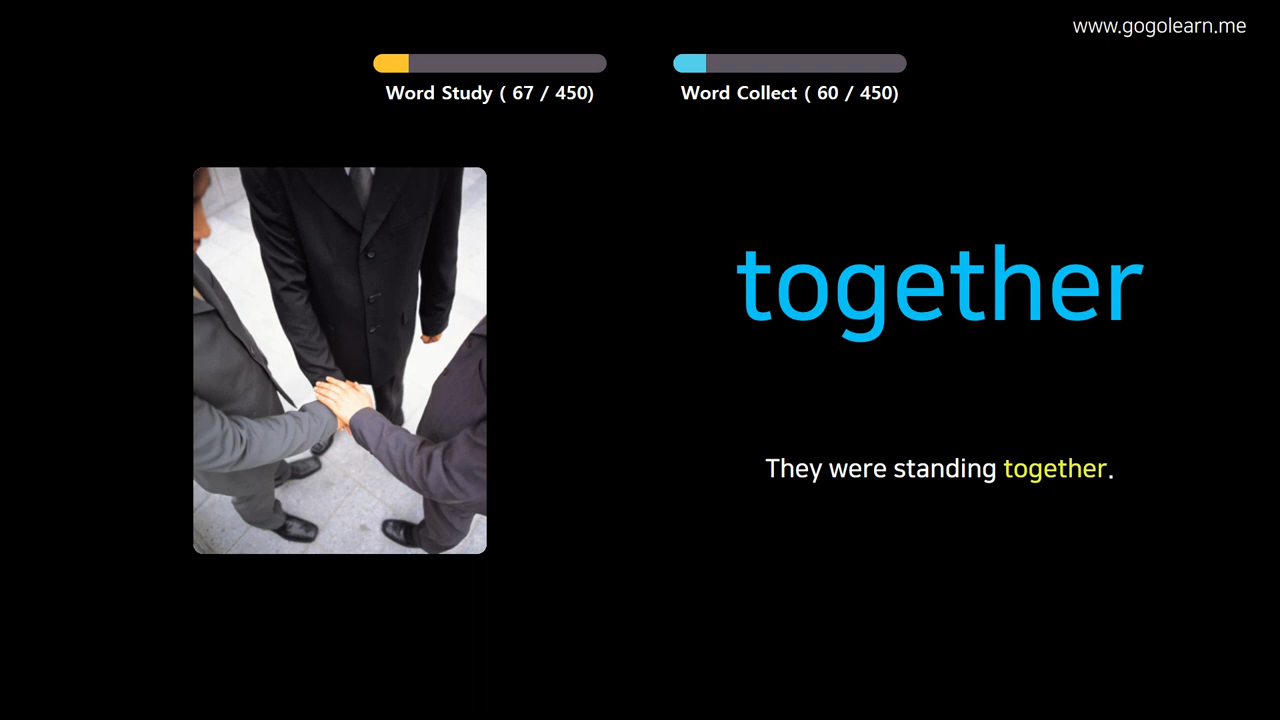 www.gogolearn.me
Word Study ( 67 / 450)
Word Collect ( 60 / 450)
together
They were standing together.